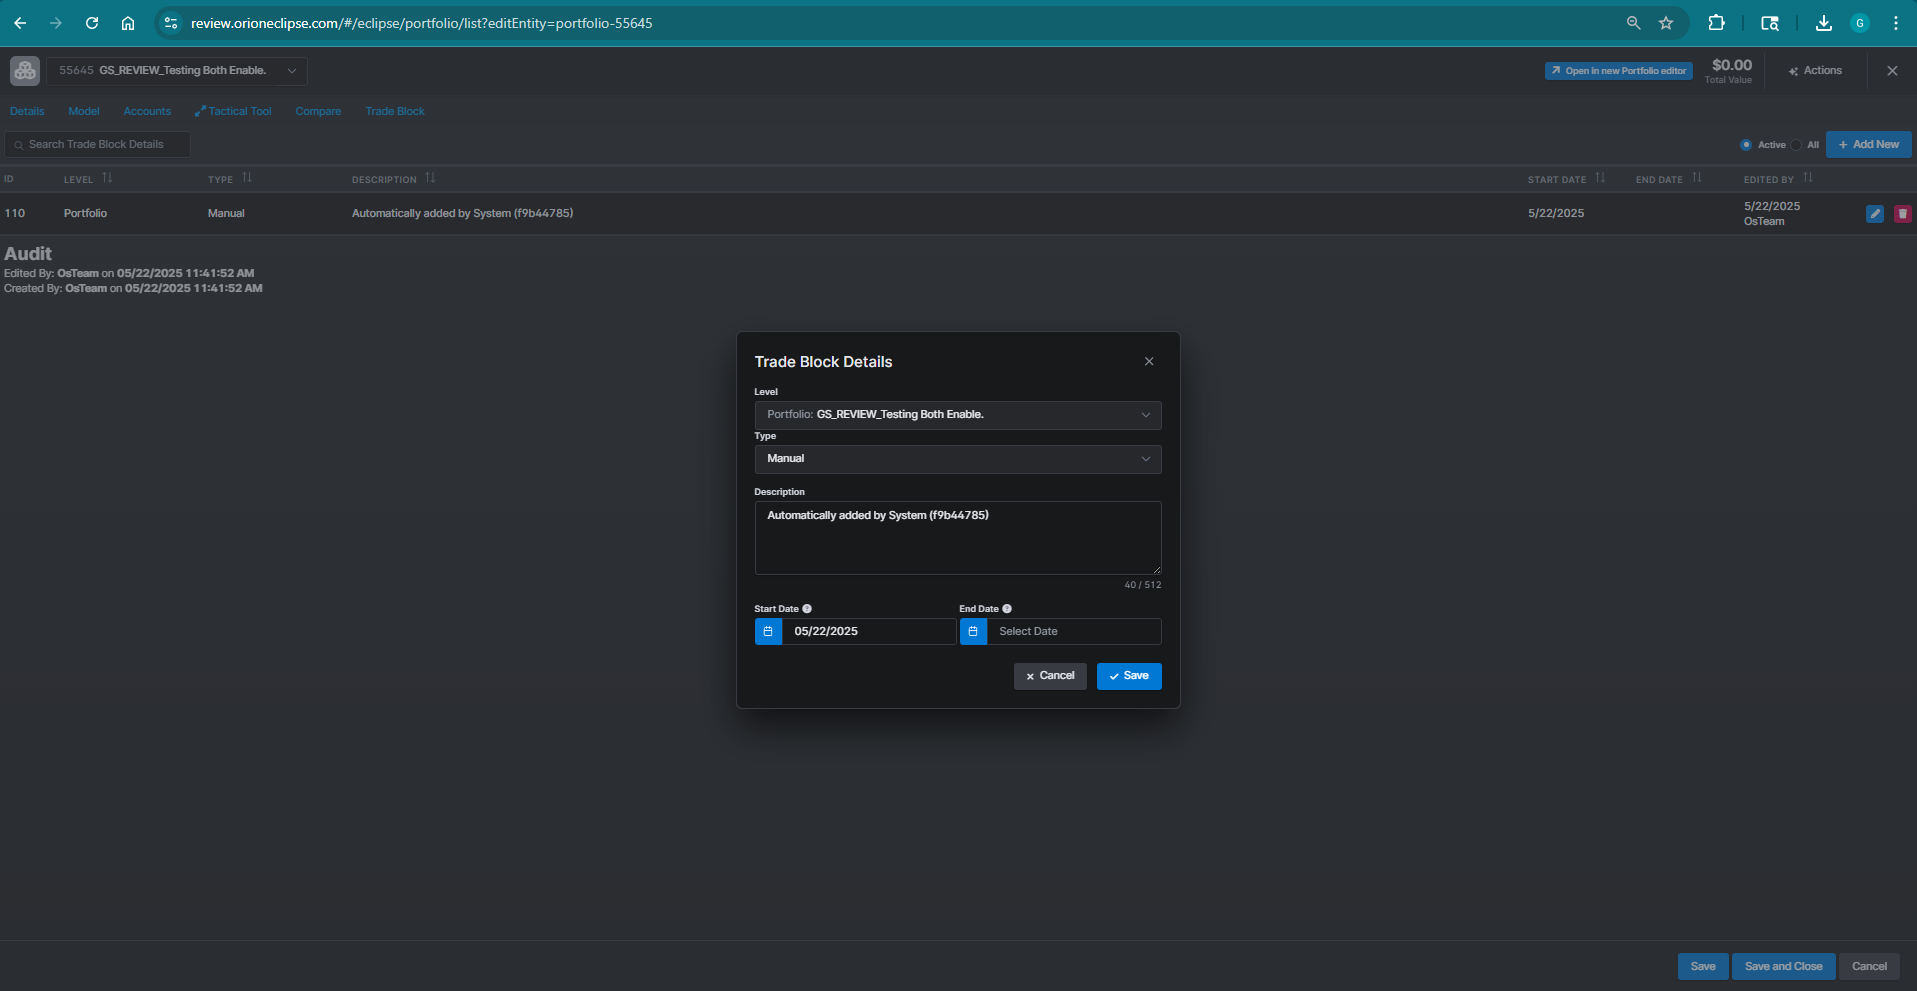 review.orioneclipse.com/#/eclipse/portfolio/list?editEntity=portfolio-55645
G
55645 GS_REVIEW_Testing Both Enable.
Open in new Portfolio editor
$0.00
Total Value
Actions
Details Model Accounts Tactical Tool Compare Trade Block
Search Trade Block Details
Active All + Add New
ID LEVEL TYPE DESCRIPTION START DATE END DATE EDITED BY
110 Portfolio Manual Automatically added by System (f9b44785) 5/22/2025 5/22/2025
OsTeam
Audit
Edited By: OsTeam on 05/22/2025 11:41:52 AM
Created By: OsTeam on 05/22/2025 11:41:52 AM
Trade Block Details
Level
Portfolio: GS_REVIEW_Testing Both Enable.
Type
Manual
Description
Automatically added by System (f9b44785)
40 / 512
Start Date ? End Date ?
05/22/2025 Select Date
Cancel Save
Save Save and Close Cancel